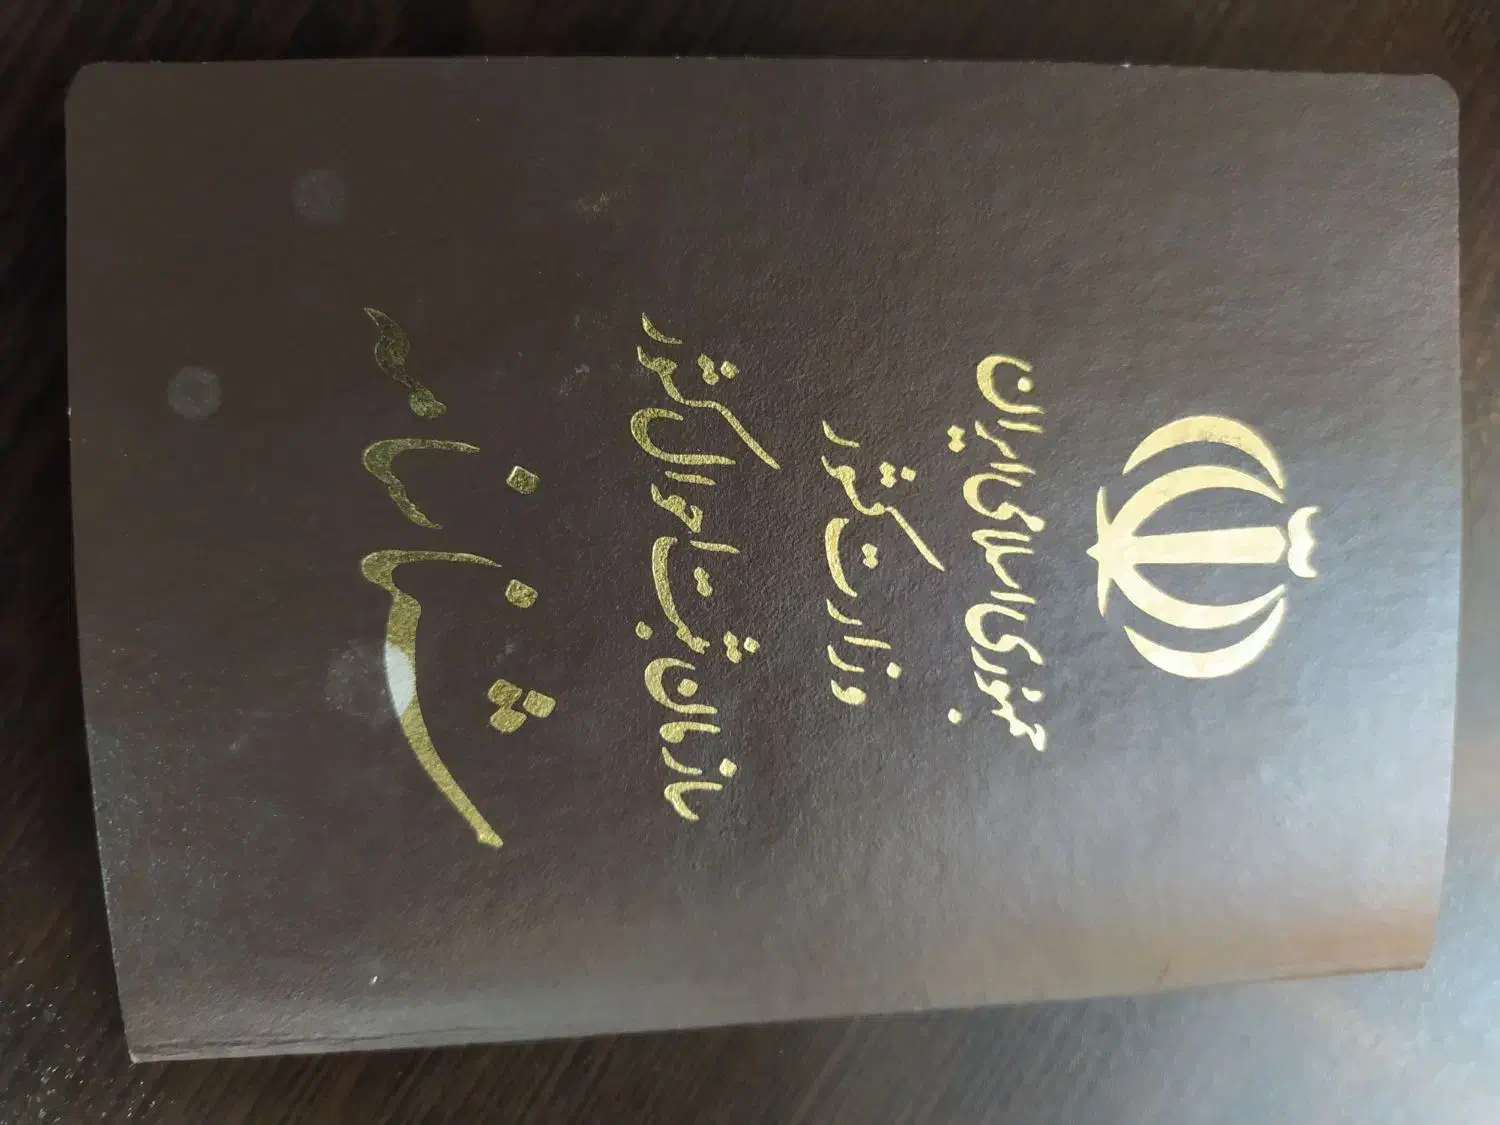 جمهوری اسلامی ایران
وزارت کشور
سازمان ثبت احوال کشور
شناسنامه